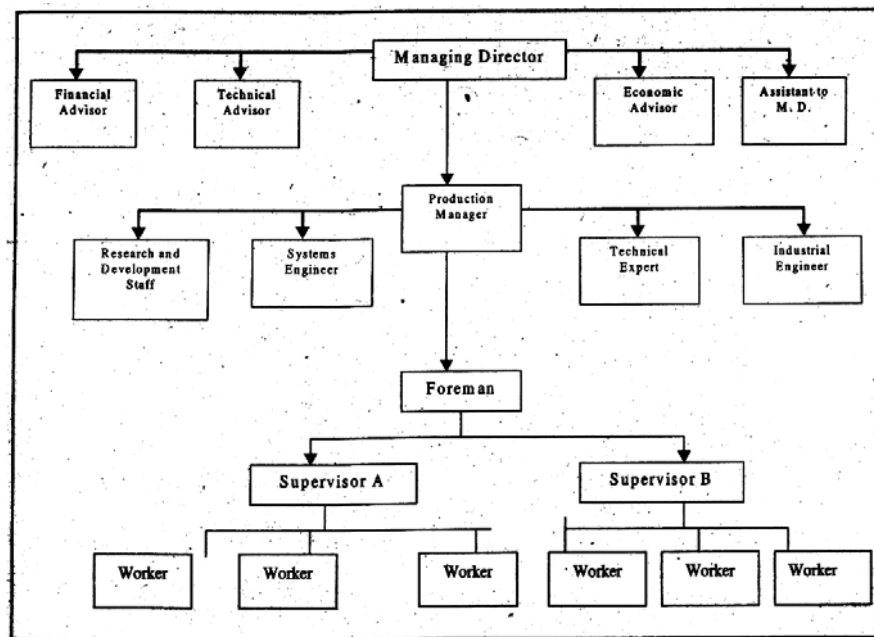 Managing Director
Financial
Advisor
Technical
Advisor
Economic
Advisor
Assistant to
M. D.
Production
Manager
Research and
Development
Staff
Systems
Engineer
Technical
Expert
Industrial
Engineer
Foreman
Supervisor A
Supervisor B
Worker
Worker
Worker
Worker
Worker
Worker